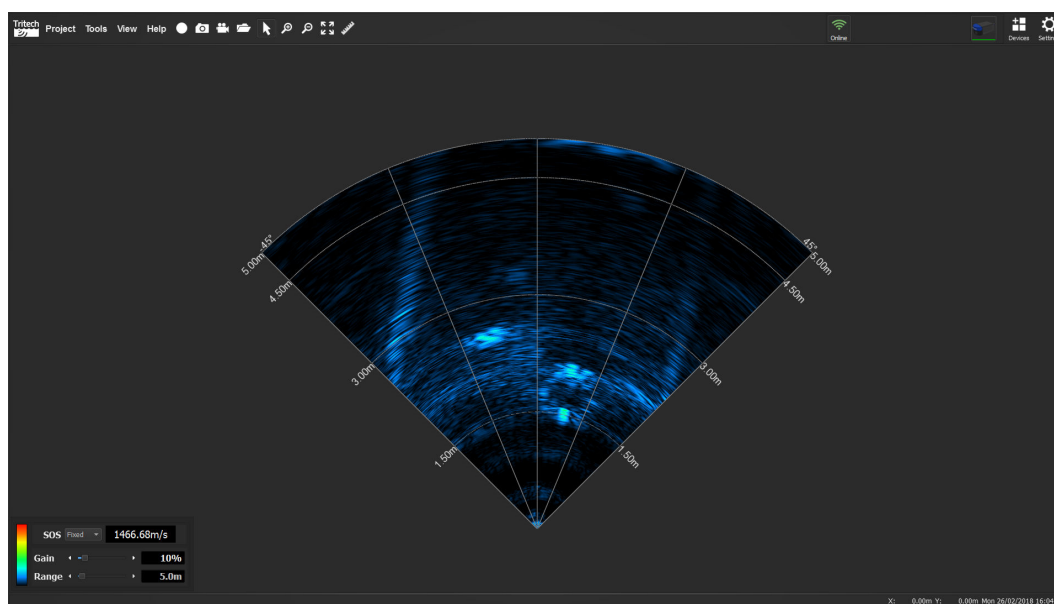 Tritech Project Tools View Help
Online
Devices Settin
-45°
45°
5.00m
5.00m
4.50m
4.50m
3.00m
3.00m
1.50m
1.50m
SOS Fixed 1466.68m/s
Gain 10%
Range 5.0m
X: 0.00m Y: 0.00m Mon 26/02/2018 16:04